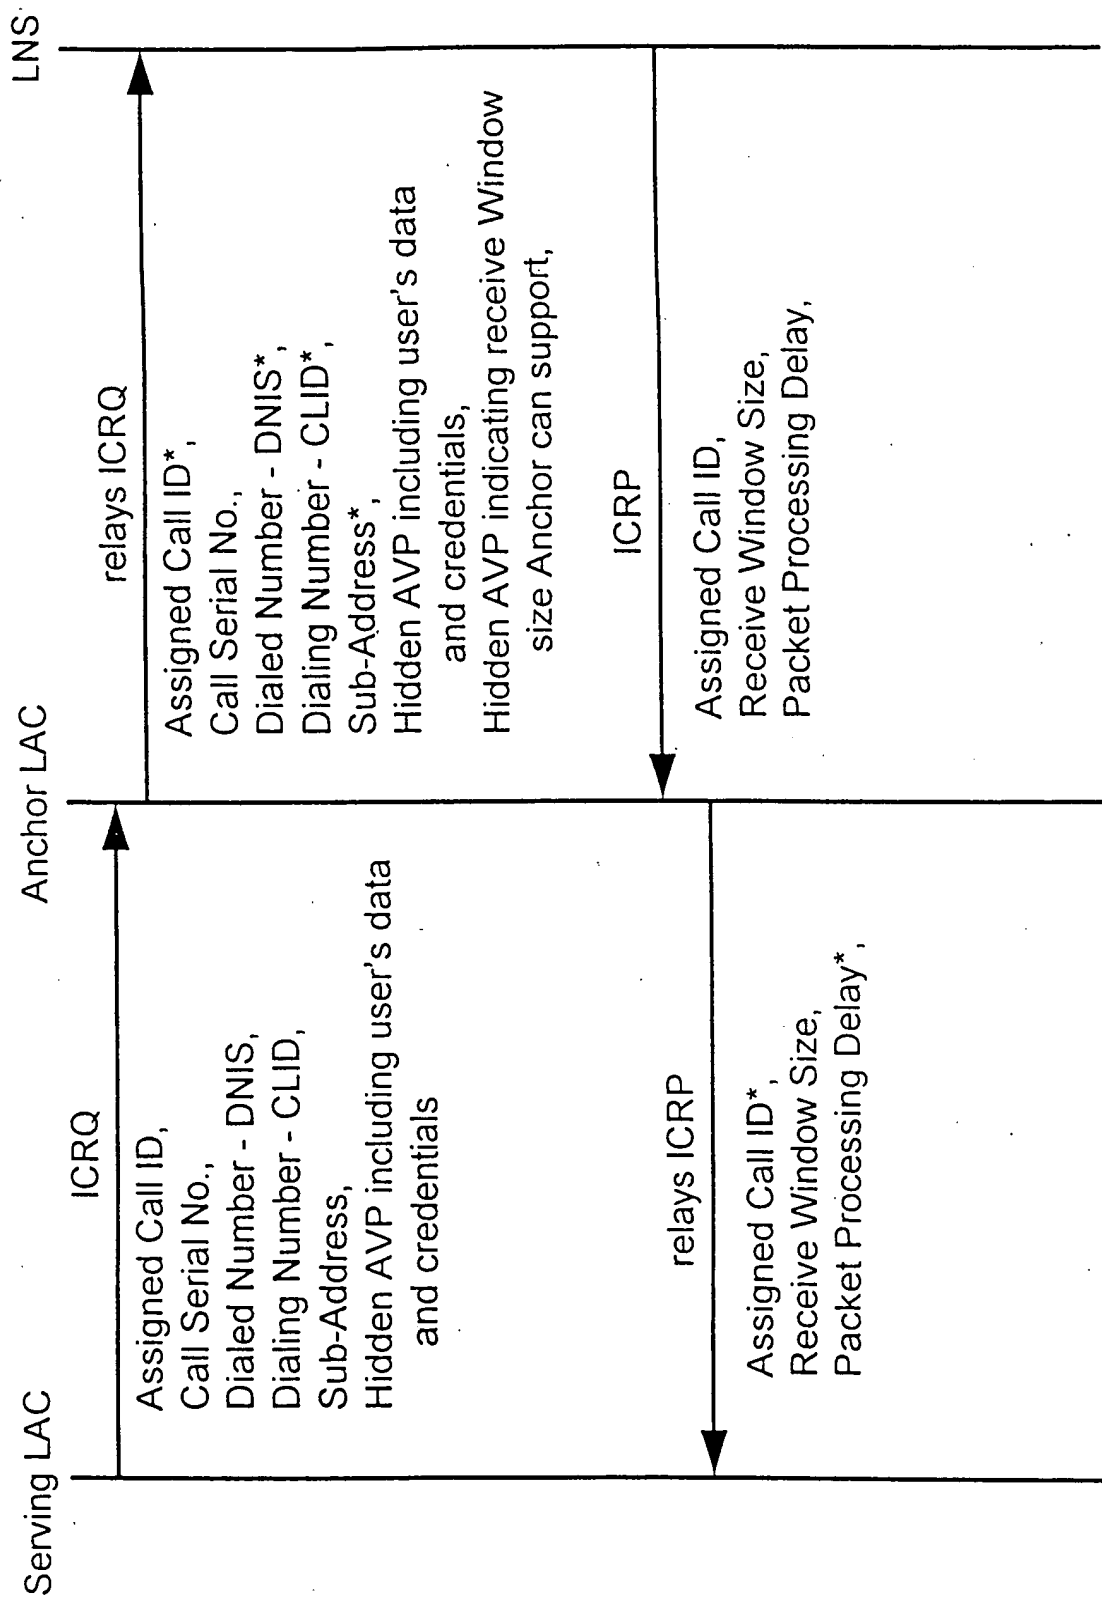 Serving LAC
Anchor LAC
LNS
ICRQ
Assigned Call ID,
Call Serial No.,
Dialed Number - DNIS,
Dialing Number - CLID,
Sub-Address,
Hidden AVP including user's data
and credentials
relays ICRQ
Assigned Call ID*,
Call Serial No.,
Dialed Number - DNIS*,
Dialing Number - CLID*,
Sub-Address*,
Hidden AVP including user's data
and credentials,
Hidden AVP indicating receive Window
size Anchor can support,
ICRP
Assigned Call ID,
Receive Window Size,
Packet Processing Delay,
relays ICRP
Assigned Call ID*,
Receive Window Size,
Packet Processing Delay*,